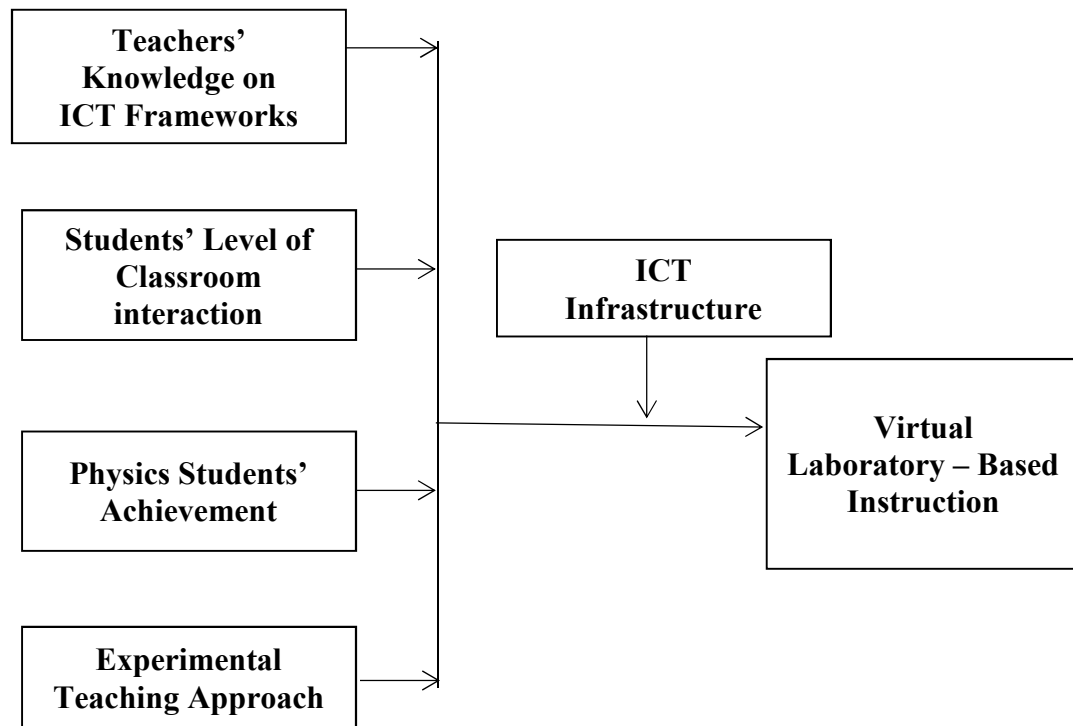 Teachers’
Knowledge on
ICT Frameworks
Students’ Level of
Classroom
interaction
Physics Students’
Achievement
Experimental
Teaching Approach
ICT
Infrastructure
Virtual
Laboratory – Based
Instruction